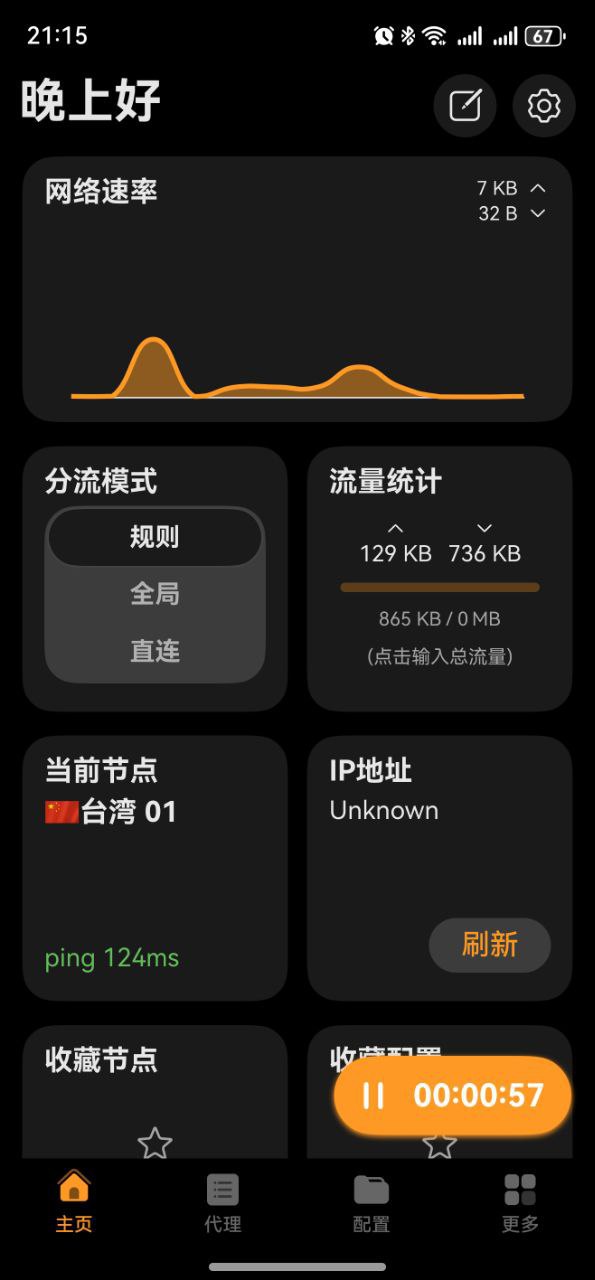 21:15
67
晚上好
网络速率
7 KB
32 B
分流模式
规则
全局
直连
流量统计
129 KB 736 KB
865 KB / 0 MB
(点击输入总流量)
当前节点
🇨🇳台湾 01
ping 124ms
IP地址
Unknown
刷新
收藏节点
收藏配置
00:00:57
主页
代理
配置
更多